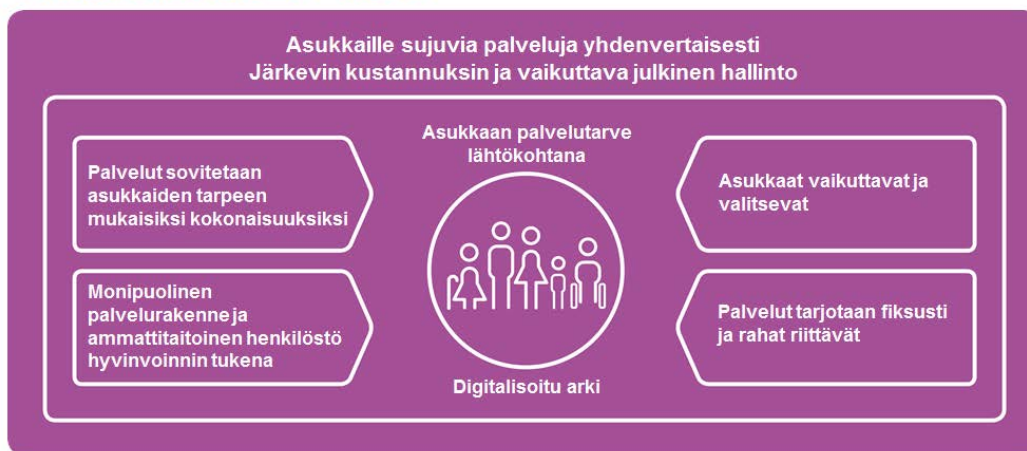 Asukkaille sujuvia palveluja yhdenvertaisesti
Järkevin kustannuksin ja vaikuttava julkinen hallinto
Asukkaan palvelutarve
lähtökohtana
Palvelut sovitetaan
asukkaiden tarpeen
mukaisiksi kokonaisuuksiksi
Asukkaat vaikuttavat ja
valitsevat
Monipuolinen
palvelurakenne ja
ammattitaitoinen henkilöstö
hyvinvoinnin tukena
Palvelut tarjotaan fiksusti
ja rahat riittävät
Digitalisoitu arki